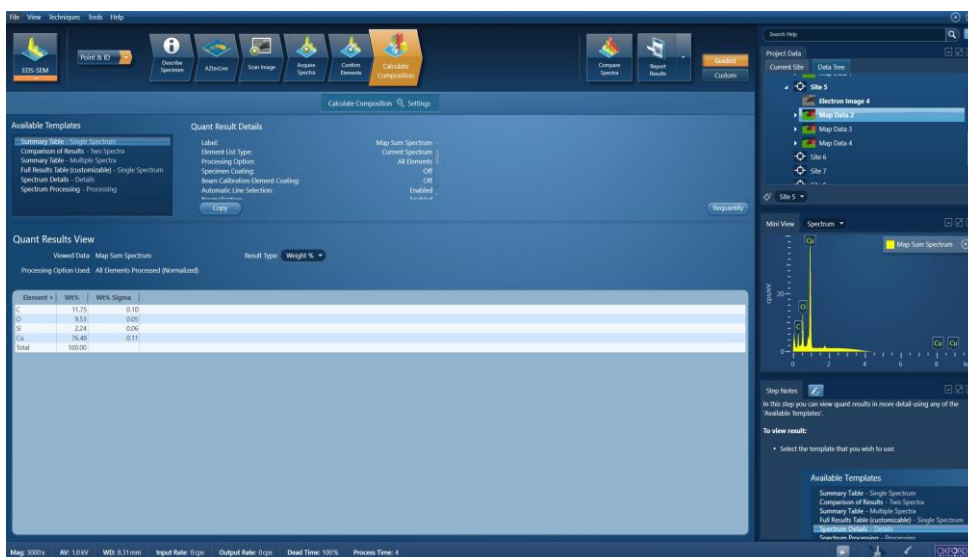 File View Techniques Tools Help
EDS-SEM
Point & ID
Describe Specimen
AZtecLive
Scan Image
Acquire Spectra
Confirm Elements
Calculate Composition
Compare Spectra
Report Results
Guided
Custom
Calculate Composition Settings
Available Templates
Summary Table - Single Spectrum
Comparison of Results - Two Spectra
Summary Table - Multiple Spectra
Full Results Table (customizable) - Single Spectrum
Spectrum Details - Details
Spectrum Processing - Processing
Quant Result Details
Label: Map Sum Spectrum
Element List Type: Current Spectrum
Processing Option: All Elements
Specimen Coating: Off
Beam Calibration Element Coating: Off
Automatic Line Selection: Enabled
Normalization: Enabled
Copy
Requantify
Quant Results View
Viewed Data: Map Sum Spectrum
Result Type: Weight %
Processing Option Used: All Elements Processed (Normalized)
Element Wt% Wt% Sigma
C 11.75 0.10
O 9.53 0.05
Si 2.24 0.06
Cu 76.48 0.11
Total 100.00
Search Help
Project Data
Current Site Data Tree
Site 5
Electron Image 4
Map Data 2
Map Data 3
Map Data 4
Site 6
Site 7
Site 5
Mini View Spectrum
Map Sum Spectrum
Cu
O
C
Cu Cu
cps/eV
20
0
0 2 4 6 8
Step Notes
In this step you can view quant results in more detail using any of the
'Available Templates'.
To view result:
• Select the template that you wish to use:
Available Templates
Summary Table - Single Spectrum
Comparison of Results - Two Spectra
Summary Table - Multiple Spectra
Full Results Table (customizable) - Single Spectrum
Spectrum Details - Details
Spectrum Processing - Processing
Mag: 3000 x AV: 1.0 kV WD: 8.31 mm Input Rate: 0 cps Output Rate: 0 cps Dead Time: 100% Process Time: 4
OXFORD